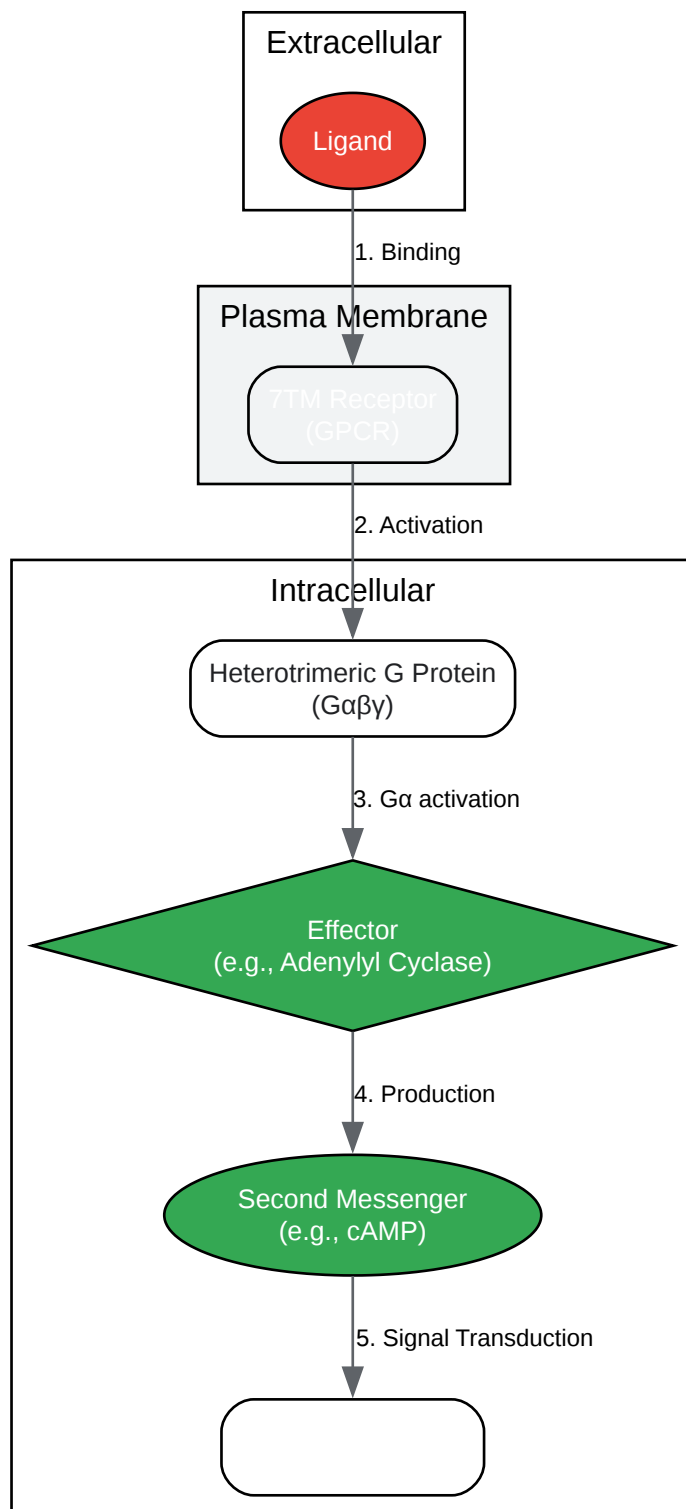 Extracellular
Ligand
1. Binding
Plasma Membrane
7TM Receptor
(GPCR)
2. Activation
Intracellular
Heterotrimeric G Protein
(Gαβγ)
3. Gα activation
Effector
(e.g., Adenylyl Cyclase)
4. Production
Second Messenger
(e.g., cAMP)
5. Signal Transduction